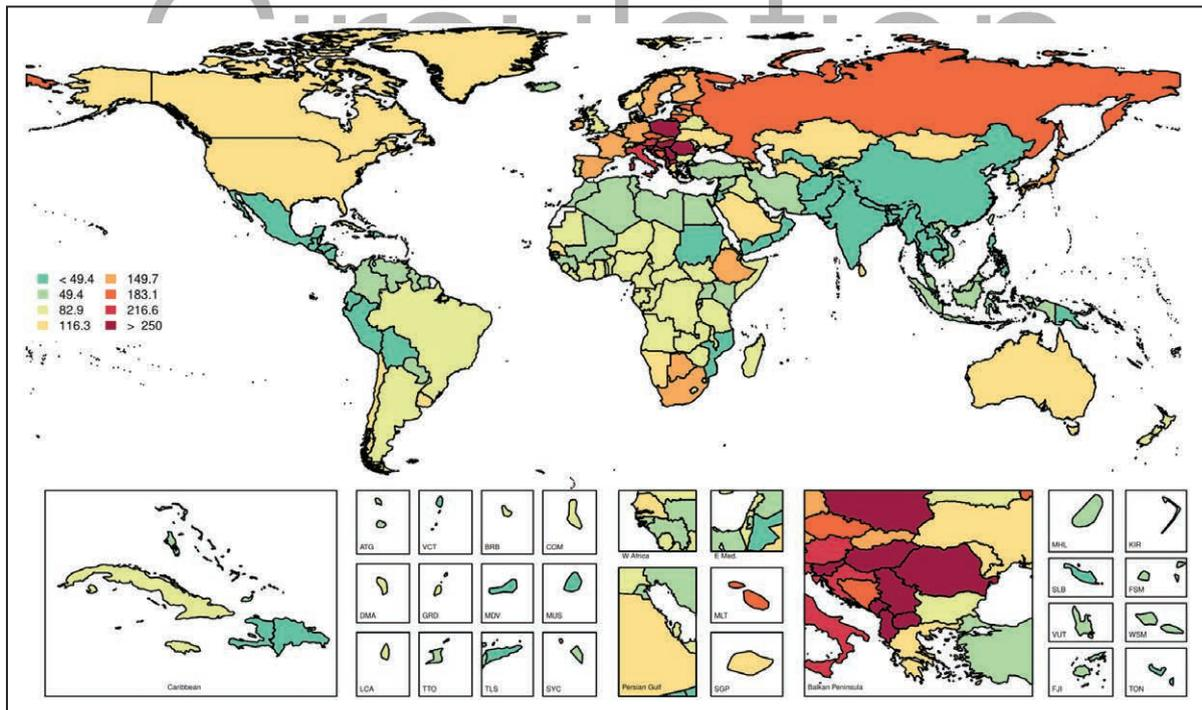 Circulation
< 49.4
49.4
82.9
116.3
149.7
183.1
216.6
> 250
Caribbean
ATG
VCT
BRB
COM
DMA
GRD
MDV
MUS
LCA
TTO
TLS
SYC
W Africa
E Med.
Persian Gulf
MLT
SGP
Balkan Peninsula
MHL
KIR
SLB
FSM
VUT
WSM
FJI
TON